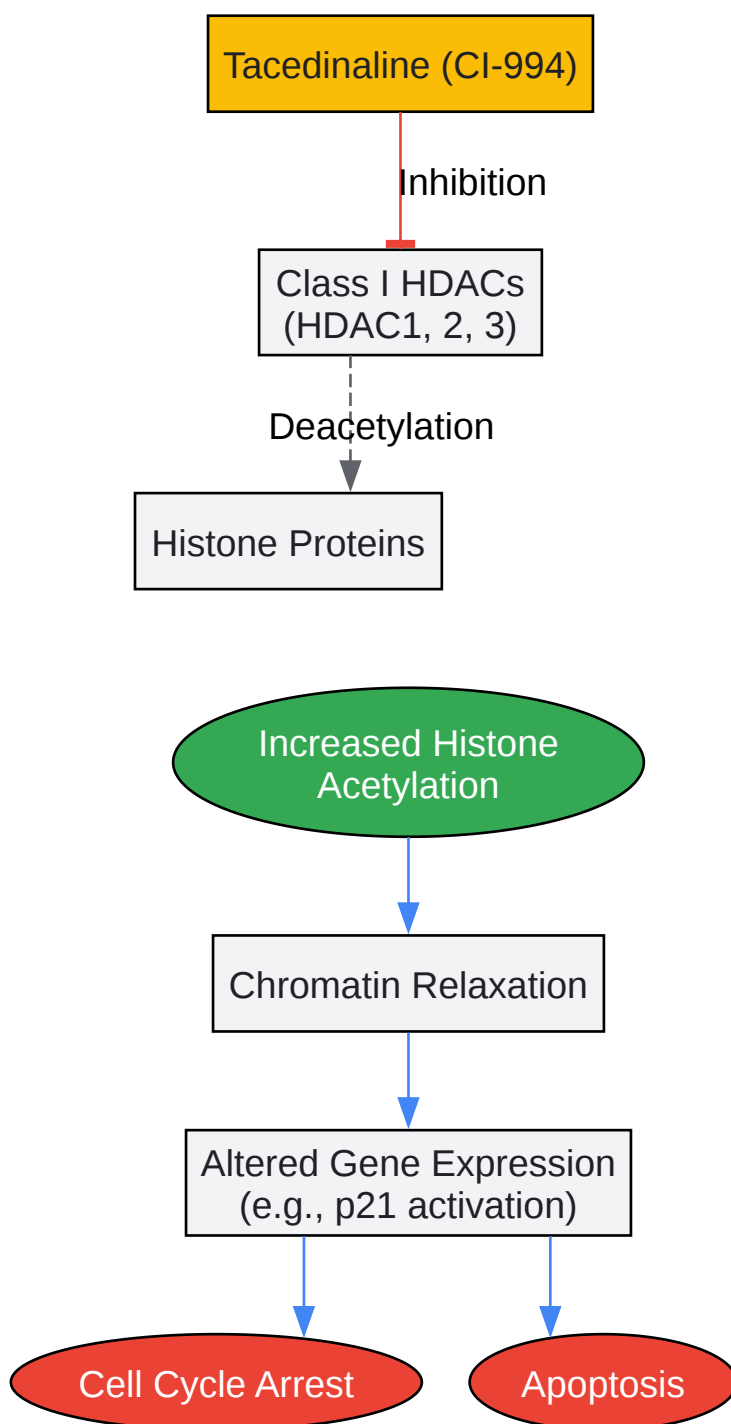 Tacedinaline (CI-994)
Inhibition
Class I HDACs
(HDAC1, 2, 3)
Deacetylation
Histone Proteins
Increased Histone
Acetylation
Chromatin Relaxation
Altered Gene Expression
(e.g., p21 activation)
Cell Cycle Arrest
Apoptosis